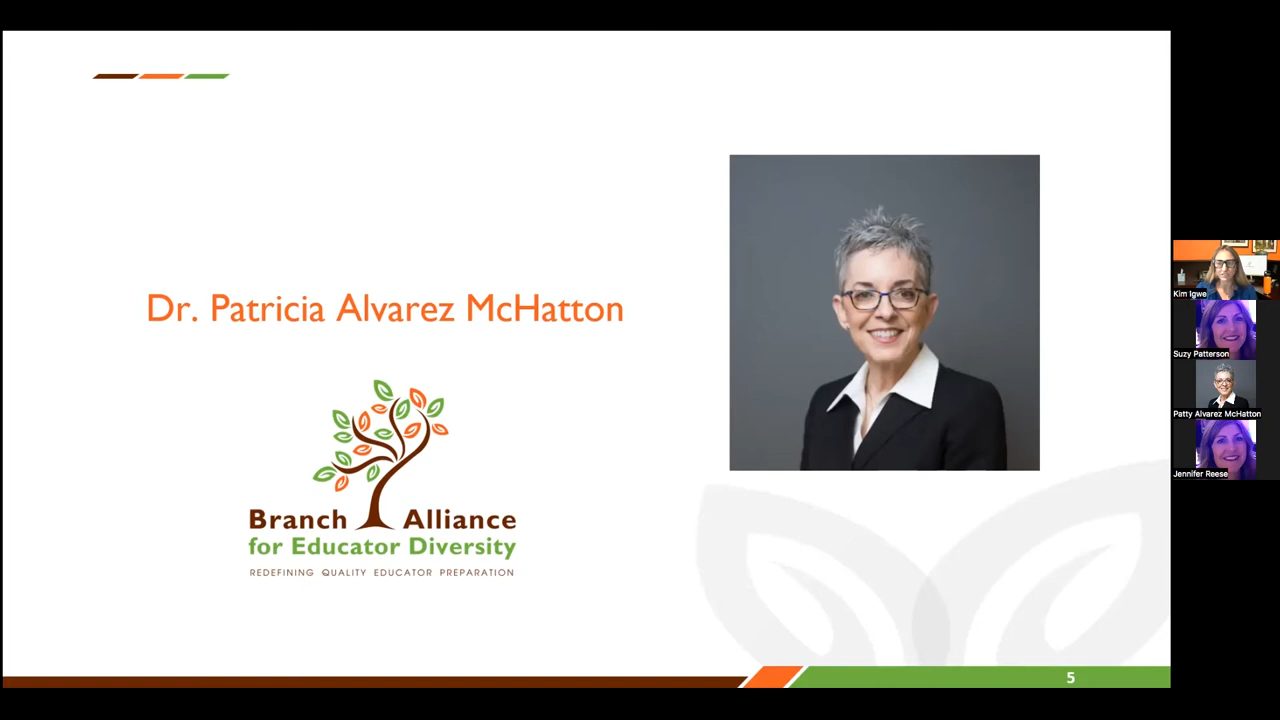 Dr. Patricia Alvarez McHatton
Branch Alliance
for Educator Diversity
REDEFINING QUALITY EDUCATOR PREPARATION
5
Kim Igwe
Suzy Patterson
Patty Alvarez McHatton
Jennifer Reese